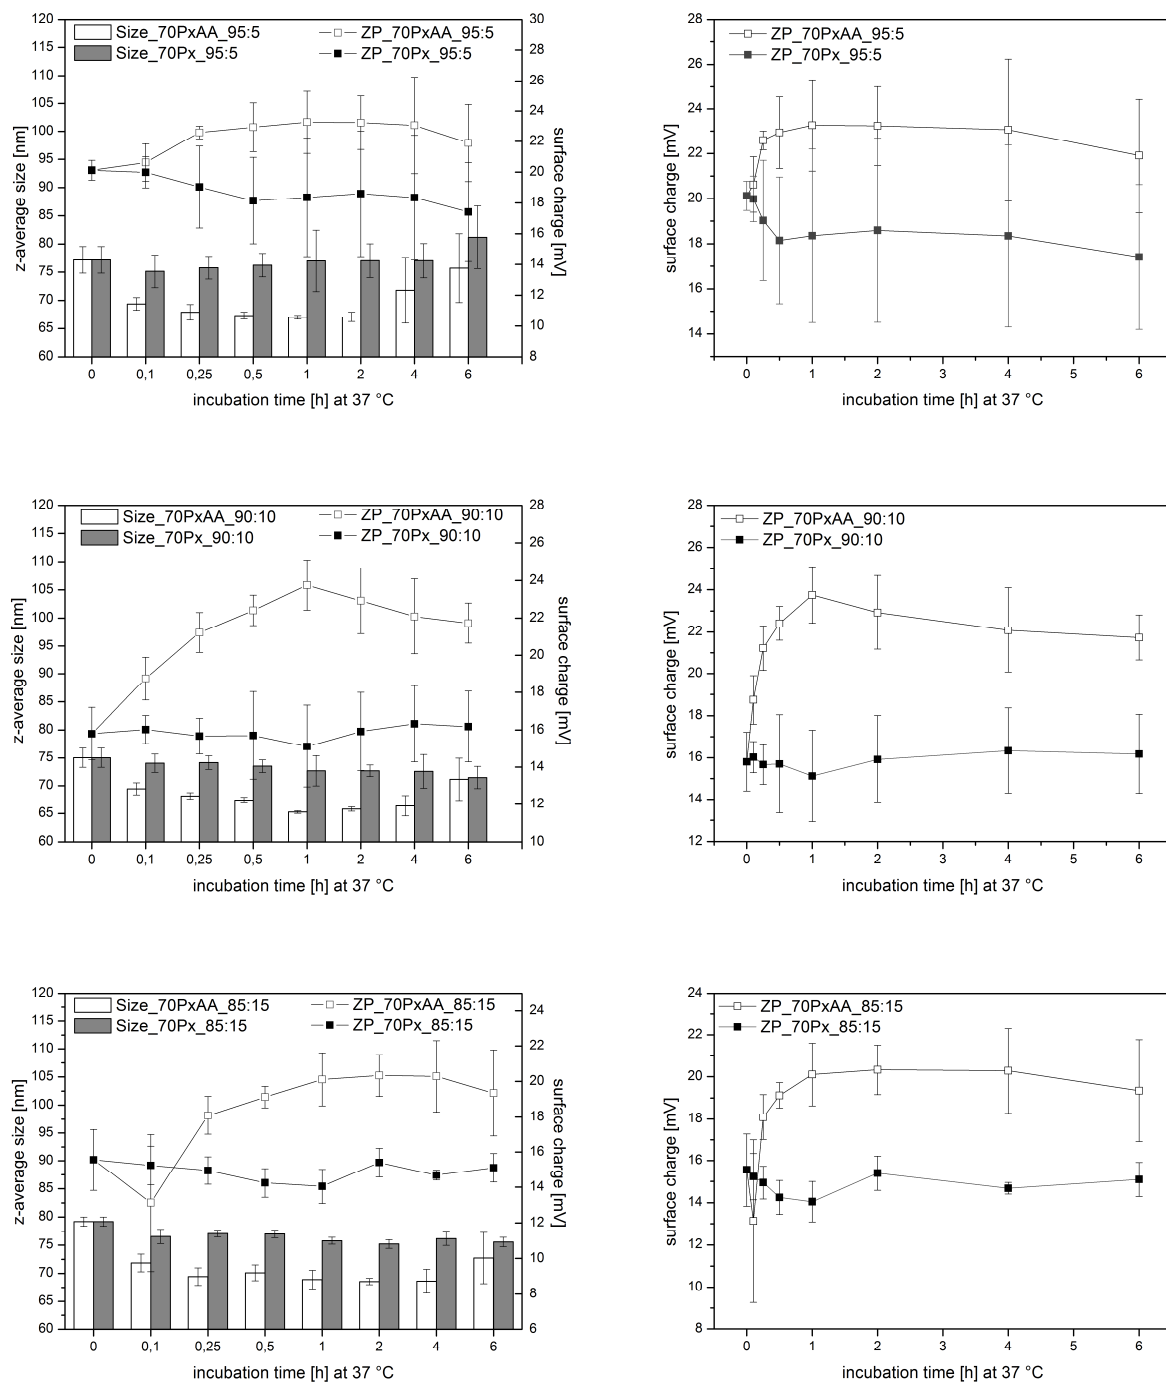 Size_70PxAA_95:5
Size_70Px_95:5
ZP_70PxAA_95:5
ZP_70Px_95:5
120
115
110
105
100
95
90
85
80
75
70
65
60
z-average size [nm]
30
28
26
24
22
20
18
16
14
12
10
8
surface charge [mV]
0 0,1 0,25 0,5 1 2 4 6
incubation time [h] at 37 °C
ZP_70PxAA_95:5
ZP_70Px_95:5
28
26
24
22
20
18
16
14
surface charge [mV]
0 1 2 3 4 5 6
incubation time [h] at 37 °C
Size_70PxAA_90:10
Size_70Px_90:10
ZP_70PxAA_90:10
ZP_70Px_90:10
120
115
110
105
100
95
90
85
80
75
70
65
60
z-average size [nm]
28
26
24
22
20
18
16
14
12
10
surface charge [mV]
0 0,1 0,25 0,5 1 2 4 6
incubation time [h] at 37 °C
ZP_70PxAA_90:10
ZP_70Px_90:10
28
26
24
22
20
18
16
14
12
surface charge [mV]
0 1 2 3 4 5 6
incubation time [h] at 37 °C
Size_70PxAA_85:15
Size_70Px_85:15
ZP_70PxAA_85:15
ZP_70Px_85:15
120
115
110
105
100
95
90
85
80
75
70
65
60
z-average size [nm]
24
22
20
18
16
14
12
10
8
6
surface charge [mV]
0 0,1 0,25 0,5 1 2 4 6
incubation time [h] at 37 °C
ZP_70PxAA_85:15
ZP_70Px_85:15
24
22
20
18
16
14
12
10
8
surface charge [mV]
0 1 2 3 4 5 6
incubation time [h] at 37 °C